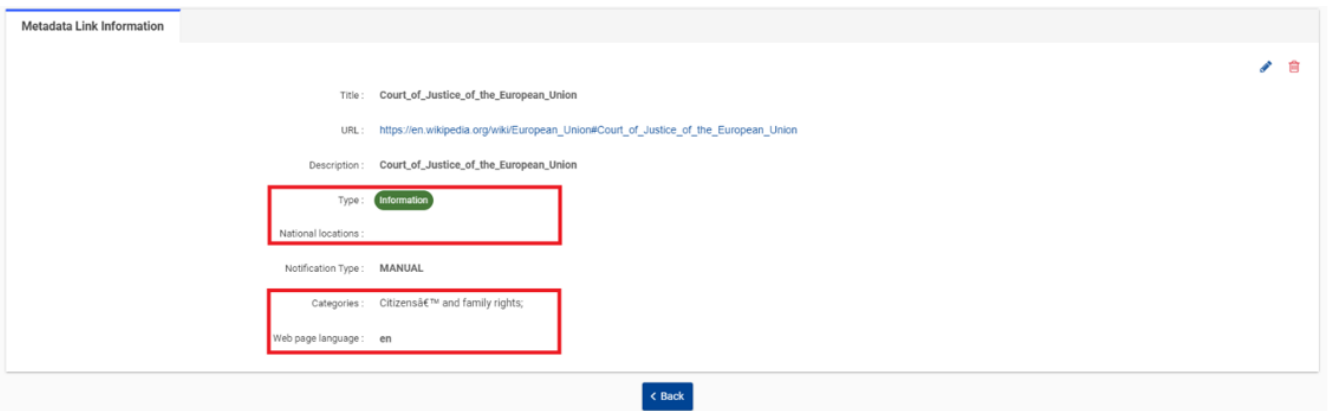 Metadata Link Information
Title : Court_of_Justice_of_the_European_Union
URL : https://en.wikipedia.org/wiki/European_Union#Court_of_Justice_of_the_European_Union
Description : Court_of_Justice_of_the_European_Union
Type : Information
National locations :
Notification Type : MANUAL
Categories : Citizensâ€™ and family rights;
Web page language : en
< Back